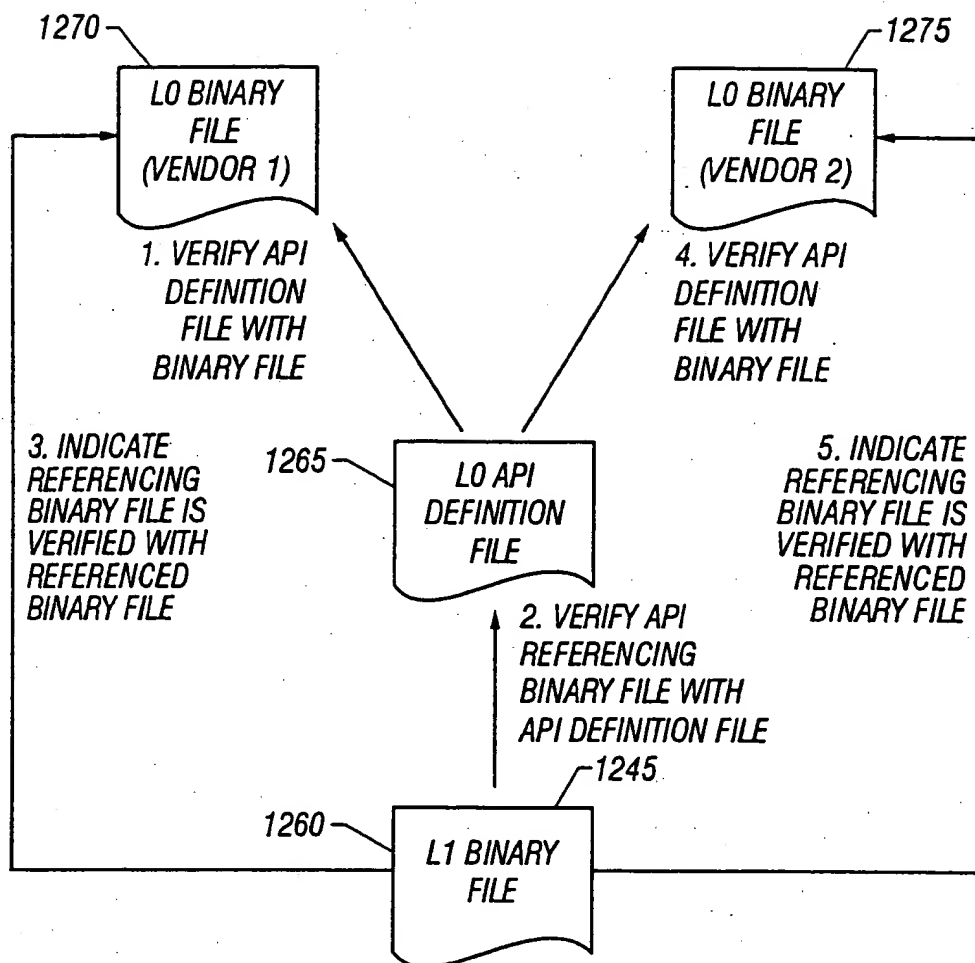 1270
1275
L0 BINARY
FILE
(VENDOR 1)
L0 BINARY
FILE
(VENDOR 2)
1. VERIFY API
DEFINITION
FILE WITH
BINARY FILE
4. VERIFY API
DEFINITION
FILE WITH
BINARY FILE
3. INDICATE
REFERENCING
BINARY FILE IS
VERIFIED WITH
REFERENCED
BINARY FILE
1265
L0 API
DEFINITION
FILE
5. INDICATE
REFERENCING
BINARY FILE IS
VERIFIED WITH
REFERENCED
BINARY FILE
2. VERIFY API
REFERENCING
BINARY FILE WITH
API DEFINITION FILE
1245
1260
L1 BINARY
FILE